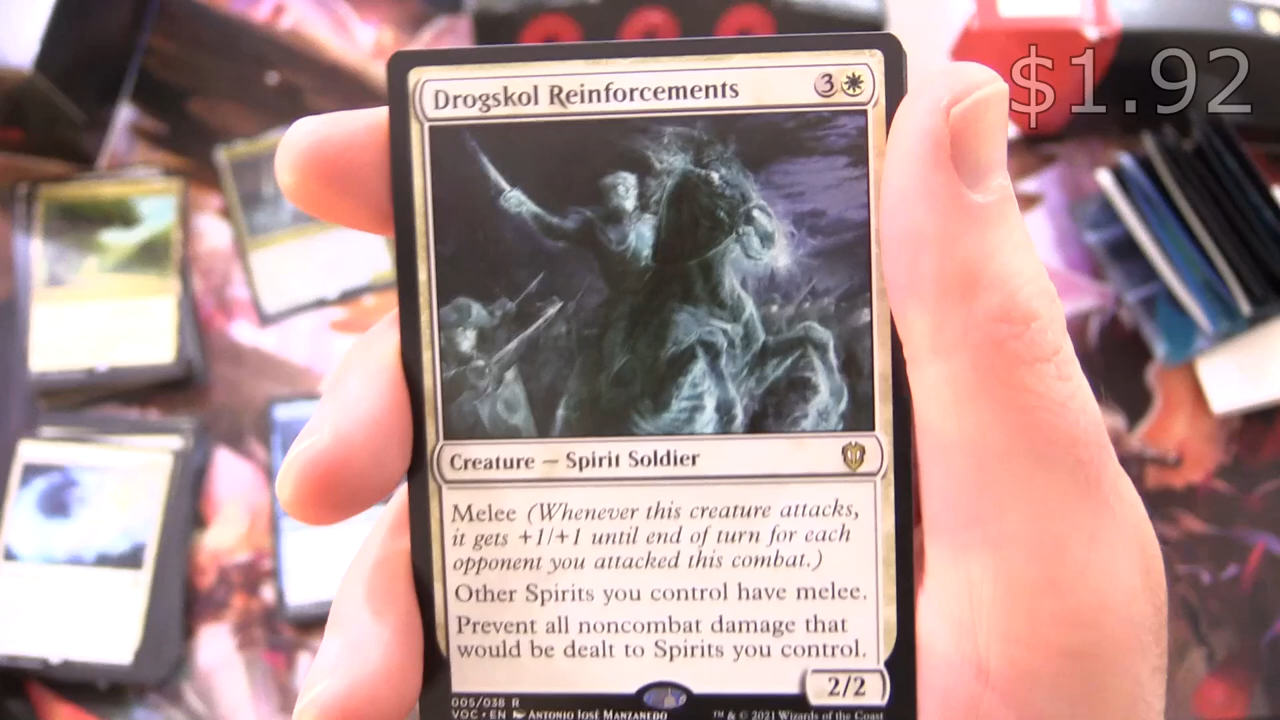 $1.92
Drogskol Reinforcements 3
Creature — Spirit Soldier
Melee (Whenever this creature attacks,
it gets +1/+1 until end of turn for each
opponent you attacked this combat.)
Other Spirits you control have melee.
Prevent all noncombat damage that
would be dealt to Spirits you control.
2/2
005/038 R
VOC • EN Antonio José Manzanedo ™ & © 2021 Wizards of the Coast